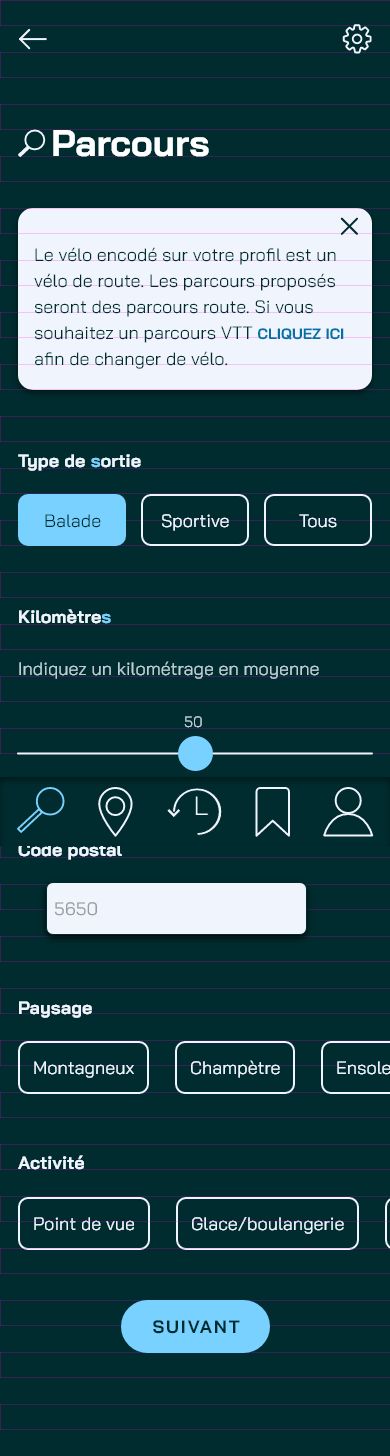 Parcours
Le vélo encodé sur votre profil est un
vélo de route. Les parcours proposés
seront des parcours route. Si vous
souhaitez un parcours VTT CLIQUEZ ICI
afin de changer de vélo.
Type de sortie
Balade Sportive Tous
Kilomètres
Indiquez un kilométrage en moyenne
50
Code postal
5650
Paysage
Montagneux Champètre Ensole
Activité
Point de vue Glace/boulangerie
SUIVANT